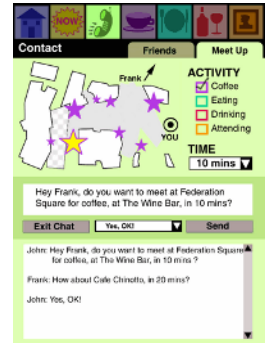 NOW
Contact
Friends
Meet Up
Frank
YOU
ACTIVITY
Coffee
Eating
Drinking
Attending
TIME
10 mins
Hey Frank, do you want to meet at Federation
Square for coffee, at The Wine Bar, in 10 mins?
Exit Chat
Yes, OK!
Send
John: Hey Frank, do you want to meet at Federation Square
for coffee, at The Wine Bar, in 10 mins ?
Frank: How about Cafe Chinotto, in 20 mins?
John: Yes, OK!